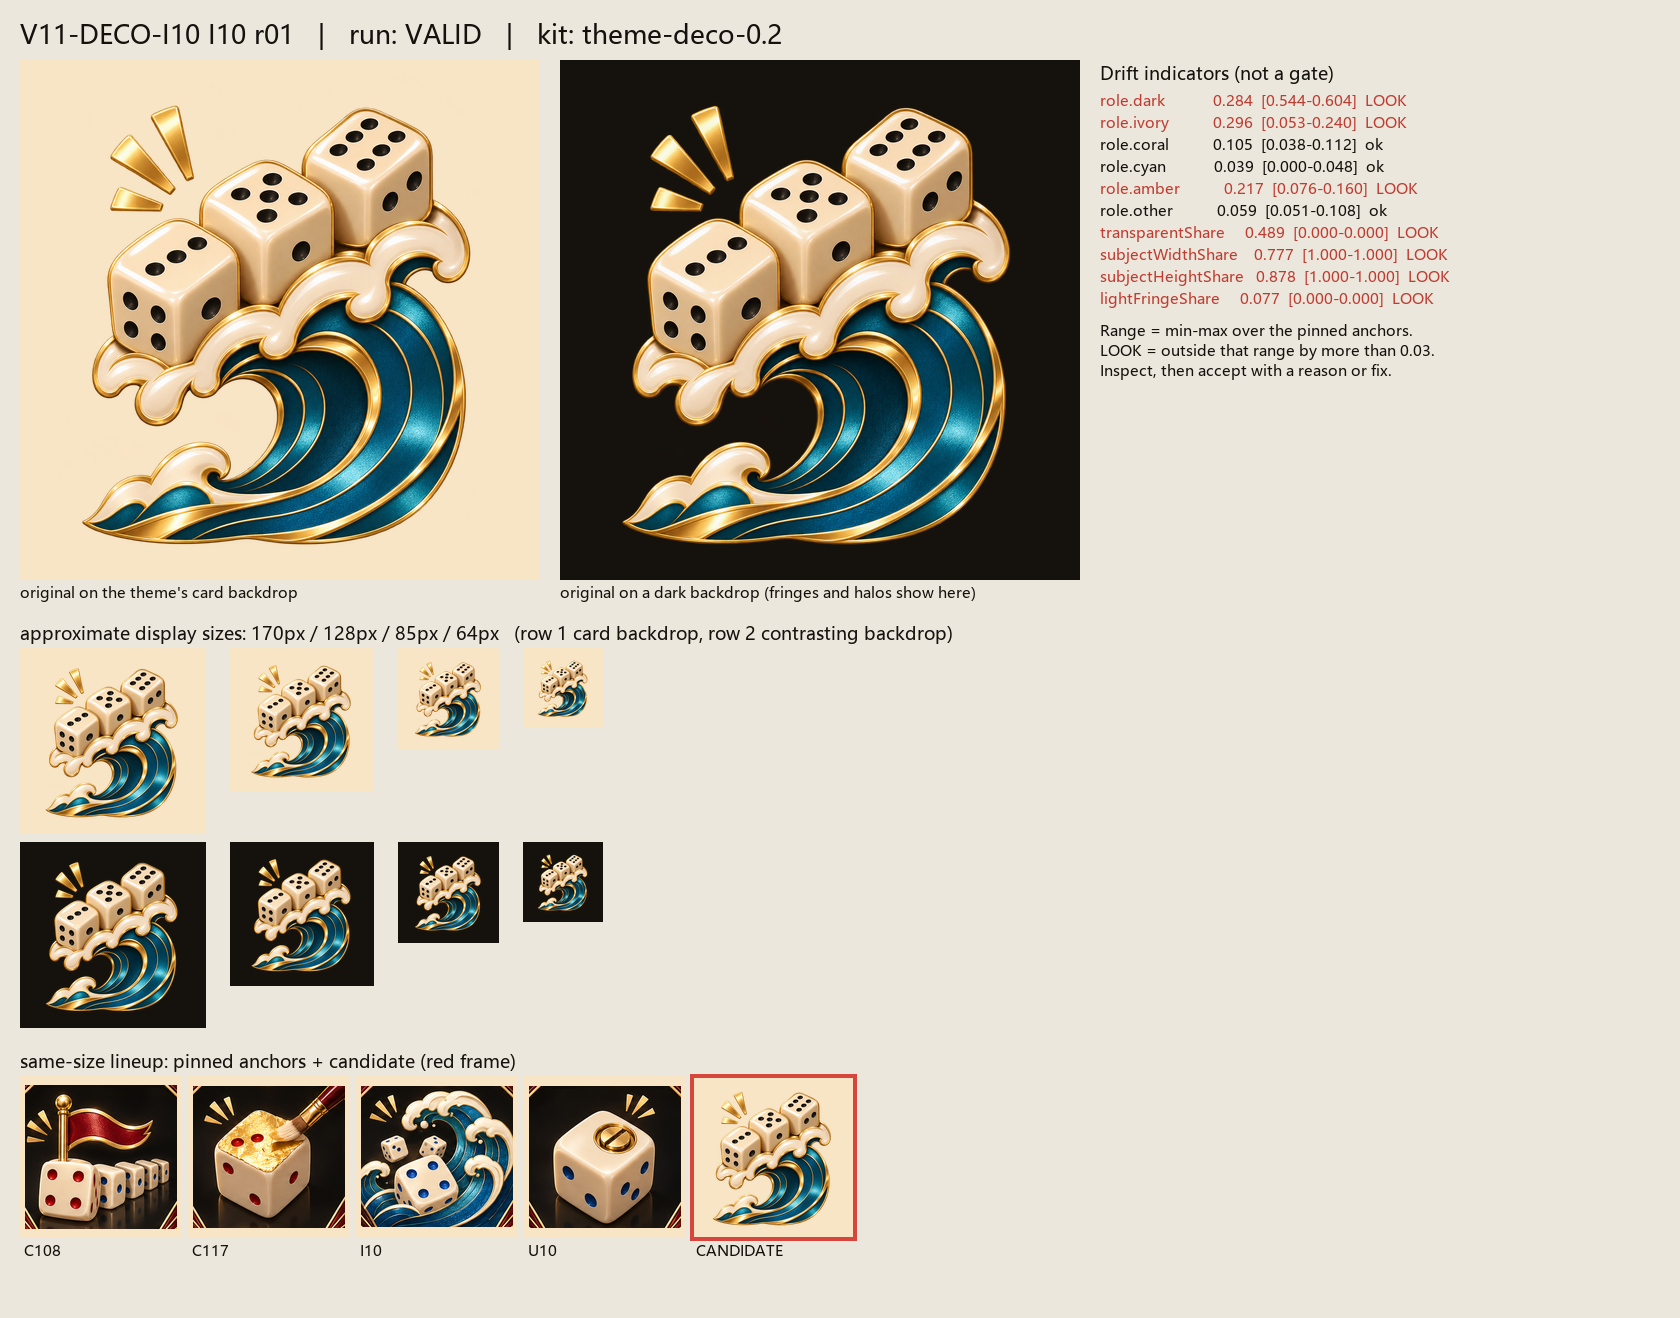 V11-DECO-I10 I10 r01   |   run: VALID   |   kit: theme-deco-0.2
Drift indicators (not a gate)
role.dark 0.284 [0.544-0.604] LOOK
role.ivory 0.296 [0.053-0.240] LOOK
role.coral 0.105 [0.038-0.112] ok
role.cyan 0.039 [0.000-0.048] ok
role.amber 0.217 [0.076-0.160] LOOK
role.other 0.059 [0.051-0.108] ok
transparentShare 0.489 [0.000-0.000] LOOK
subjectWidthShare 0.777 [1.000-1.000] LOOK
subjectHeightShare 0.878 [1.000-1.000] LOOK
lightFringeShare 0.077 [0.000-0.000] LOOK
Range = min-max over the pinned anchors.
LOOK = outside that range by more than 0.03.
Inspect, then accept with a reason or fix.
original on the theme's card backdrop
original on a dark backdrop (fringes and halos show here)
approximate display sizes: 170px / 128px / 85px / 64px   (row 1 card backdrop, row 2 contrasting backdrop)
same-size lineup: pinned anchors + candidate (red frame)
C108
C117
I10
U10
CANDIDATE